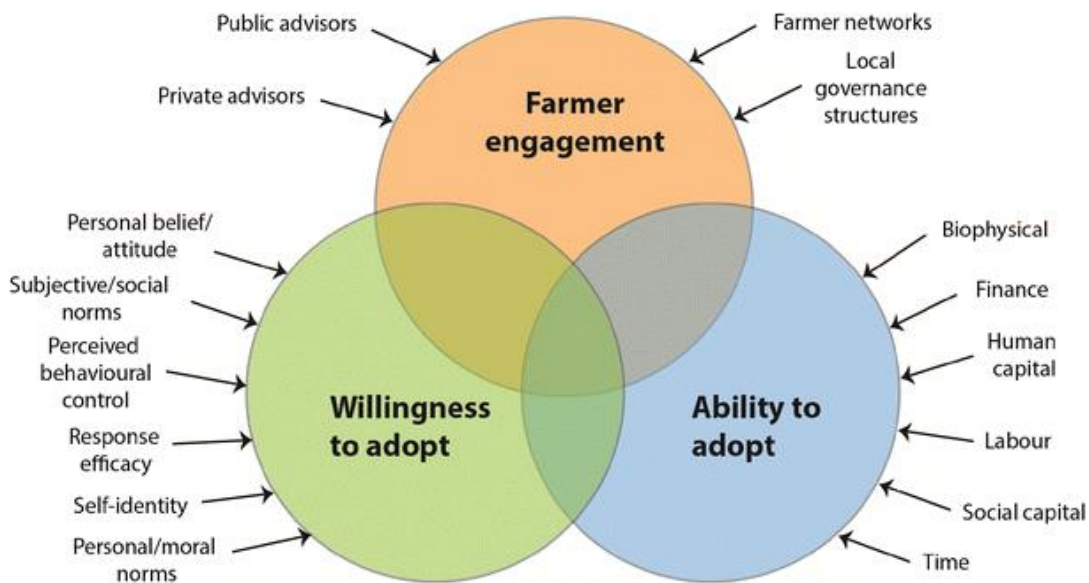 Public advisors
Private advisors
Farmer networks
Local
governance
structures
Farmer
engagement
Personal belief/
attitude
Subjective/social
norms
Perceived
behavioural
control
Response
efficacy
Self-identity
Personal/moral
norms
Willingness
to adopt
Ability to
adopt
Biophysical
Finance
Human
capital
Labour
Social capital
Time